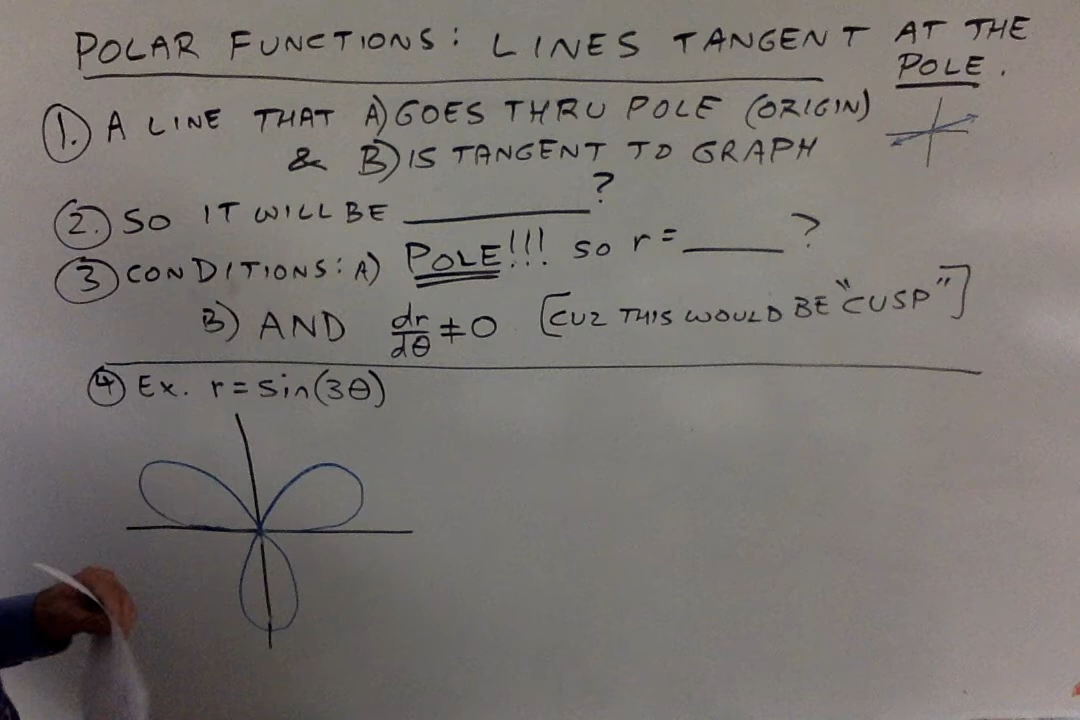 POLAR FUNCTIONS: LINES TANGENT AT THE
POLE.
1. A LINE THAT A) GOES THRU POLE (ORIGIN)
& B) IS TANGENT TO GRAPH
2. SO IT WILL BE ________?
3 CONDITIONS: A) POLE!!! so r = ____?
B) AND dr/dθ ≠ 0 [CUZ THIS WOULD BE "CUSP"]
4 Ex. r = sin(3θ)